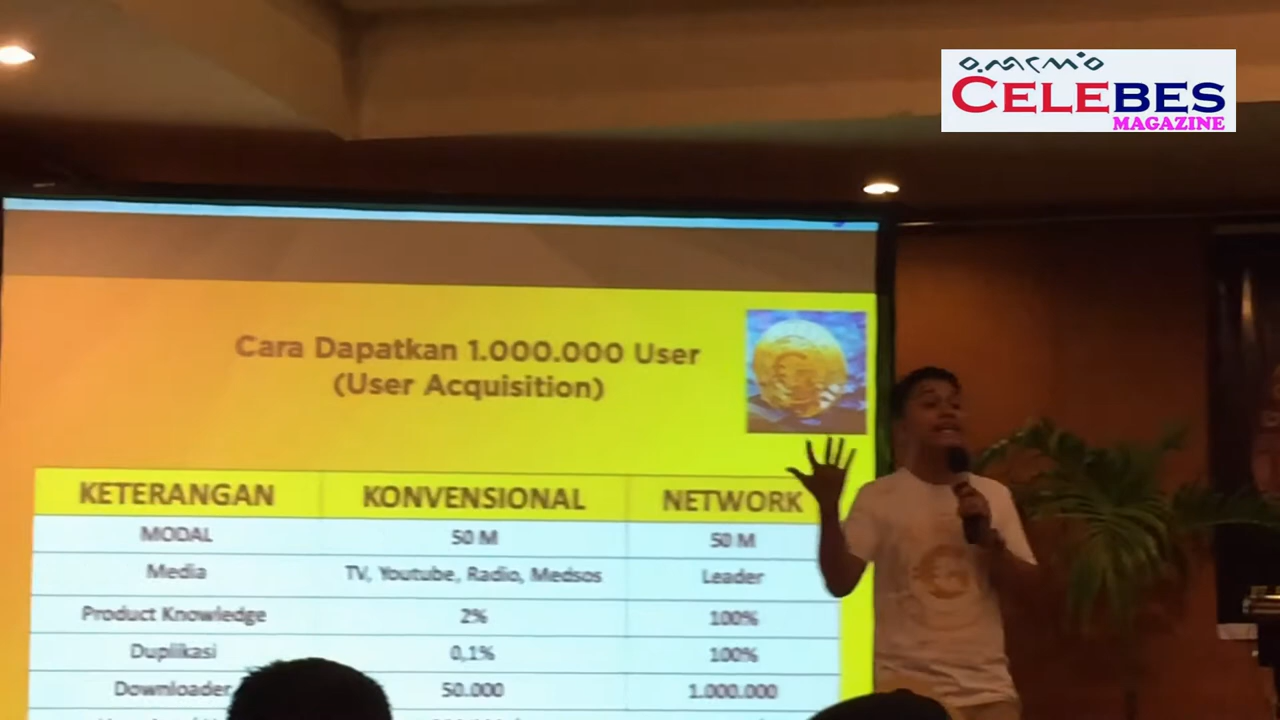 CELEBES
MAGAZINE
Cara Dapatkan 1.000.000 User
(User Acquisition)
KETERANGAN KONVENSIONAL NETWORK
MODAL 50 M 50 M
Media TV, Youtube, Radio, Medsos Leader
Product Knowledge 2% 100%
Duplikasi 0,1% 100%
Downloader 50.000 1.000.000